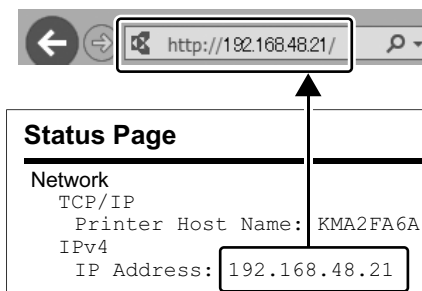 http://192.168.48.21/
Status Page
Network
TCP/IP
Printer Host Name: KMA2FA6A
IPv4
IP Address: 192.168.48.21